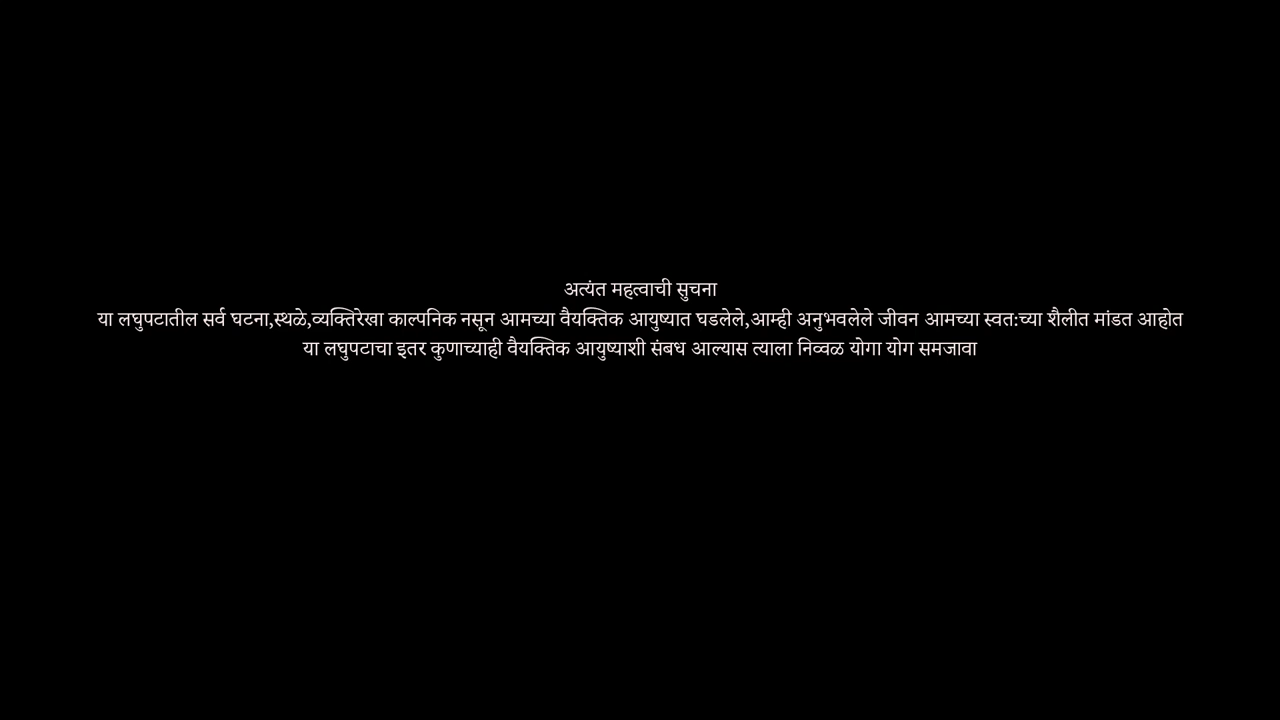 अत्यंत महत्वाची सुचना
या लघुपटातील सर्व घटना,स्थळे,व्यक्तिरेखा काल्पनिक नसून आमच्या वैयक्तिक आयुष्यात घडलेले,आम्ही अनुभवलेले जीवन आमच्या स्वत:च्या शैलीत मांडत आहोत
या लघुपटाचा इतर कुणाच्याही वैयक्तिक आयुष्याशी संबध आल्यास त्याला निव्वळ योगा योग समजावा